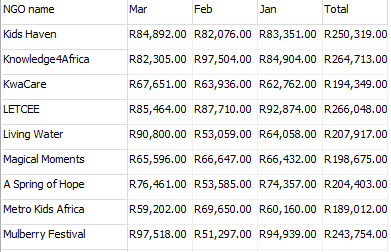 NGO name Mar Feb Jan Total
Kids Haven R84,892.00 R82,076.00 R83,351.00 R250,319.00
Knowledge4Africa R82,305.00 R97,504.00 R84,904.00 R264,713.00
KwaCare R67,651.00 R63,936.00 R62,762.00 R194,349.00
LETCEE R85,464.00 R87,710.00 R92,874.00 R266,048.00
Living Water R90,800.00 R53,059.00 R64,058.00 R207,917.00
Magical Moments R65,596.00 R66,647.00 R66,432.00 R198,675.00
A Spring of Hope R76,461.00 R53,585.00 R74,357.00 R204,403.00
Metro Kids Africa R59,202.00 R69,650.00 R60,160.00 R189,012.00
Mulberry Festival R97,518.00 R51,297.00 R94,939.00 R243,754.00